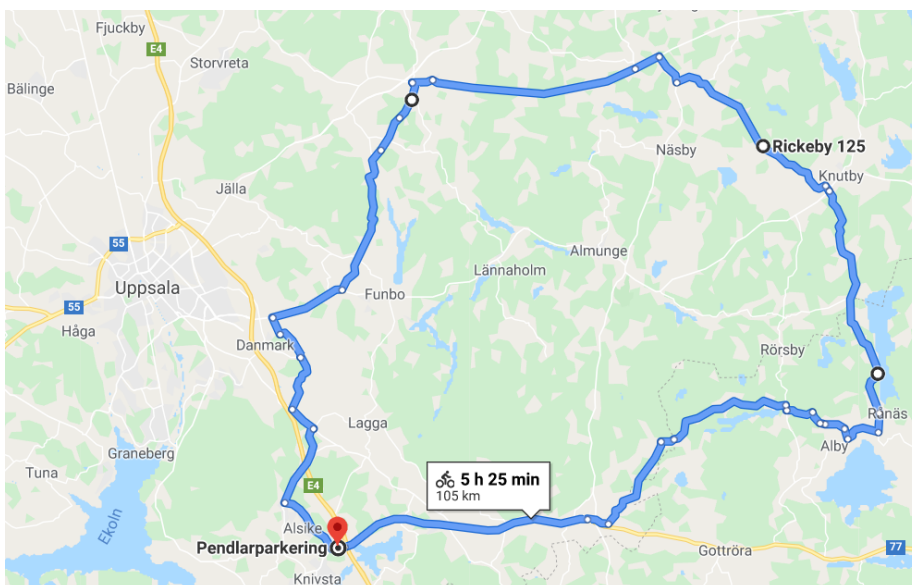 Fjuckby
E4
Storvreta
Bälinge
Rickeby 125
Näsby
Knutby
Jälla
55
Almunge
Lännaholm
Uppsala
Funbo
55
Håga
Danmark
Rörsby
Ranäs
Lagga
Alby
Graneberg
Tuna
5 h 25 min
105 km
E4
Ekoln
Alsike
Pendlarparkering
77
Gottröra
Knivsta